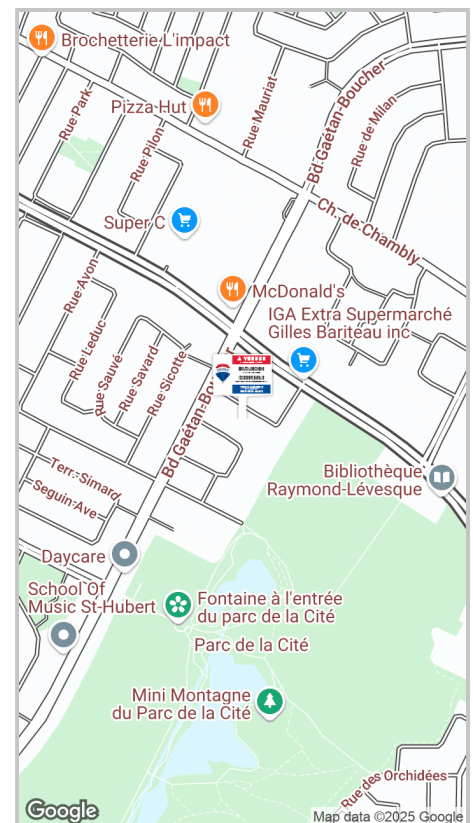 Brochetterie L'impact
Pizza Hut
Rue Park
Rue Pilon
Rue Mauriat
Bd Gaétan-Boucher
Rue de Milan
Ch. de Chambly
Super C
McDonald's
IGA Extra Supermarché
Gilles Bariteau inc
Rue Avon
Rue Leduc
Rue Sauvé
Rue Savard
Rue Sicotte
À VENDRE
Bd Gaétan-Bou
Terr. Simard
Seguin Ave
Bibliothèque
Raymond-Lévesque
Daycare
School Of
Music St-Hubert
Fontaine à l'entrée
du parc de la Cité
Parc de la Cité
Mini Montagne
du Parc de la Cité
Rue des Orchidées
Google
Map data ©2025 Google